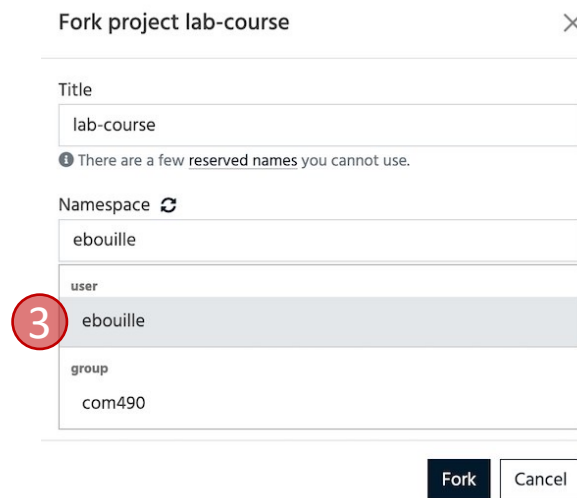 Fork project lab-course
Title
lab-course
There are a few reserved names you cannot use.
Namespace
ebouille
user
3
ebouille
group
com490
Fork
Cancel